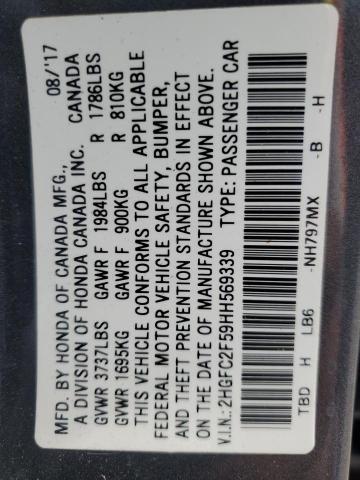 MFD. BY HONDA OF CANADA MFG., 08/'17
A DIVISION OF HONDA CANADA INC. CANADA
GVWR 3737LBS GAWR F 1984LBS R 1786LBS
GVWR 1695KG GAWR F 900KG R 810KG
THIS VEHICLE CONFORMS TO ALL APPLICABLE
FEDERAL MOTOR VEHICLE SAFETY, BUMPER,
AND THEFT PREVENTION STANDARDS IN EFFECT
ON THE DATE OF MANUFACTURE SHOWN ABOVE.
V.I.N.: 2HGFC2F59HH569339 TYPE: PASSENGER CAR
TBD H LB6 -NH797MX -B -H